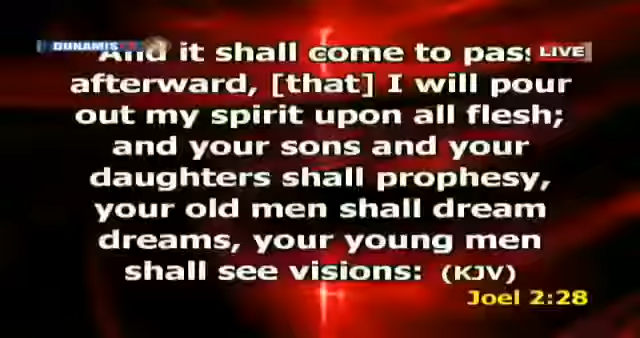 DUNAMIS TV
LIVE
And it shall come to pass
afterward, [that] I will pour
out my spirit upon all flesh;
and your sons and your
daughters shall prophesy,
your old men shall dream
dreams, your young men
shall see visions: (KJV)
Joel 2:28